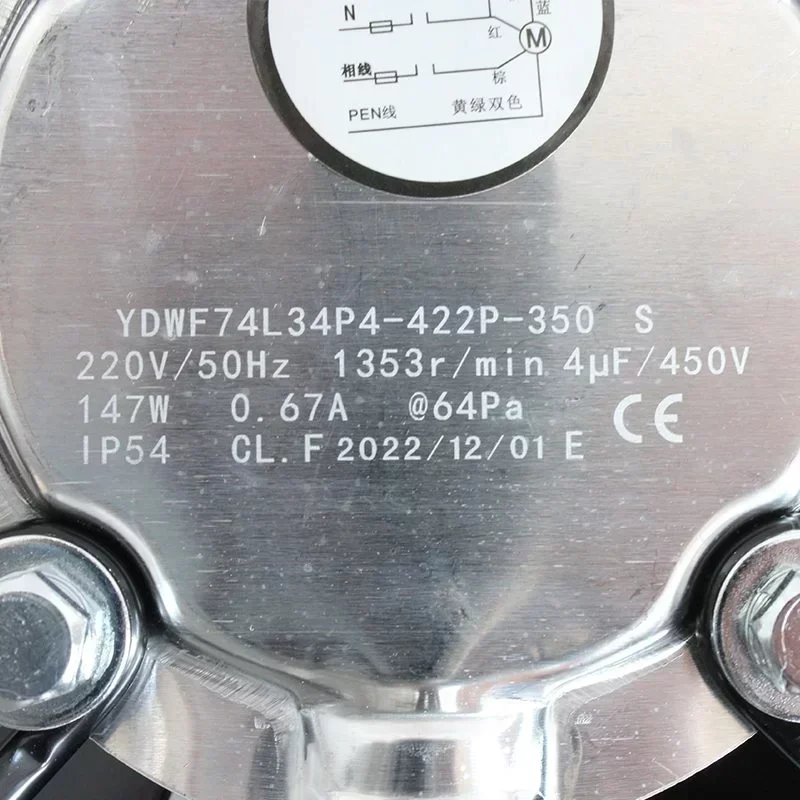 蓝
N
红
M
相线
棕
PEN线 黄绿双色
YDWF74L34P4-422P-350 S
220V/50Hz 1353r/min 4μF/450V
147W 0.67A @64Pa CE
IP54 CL.F 2022/12/01 E